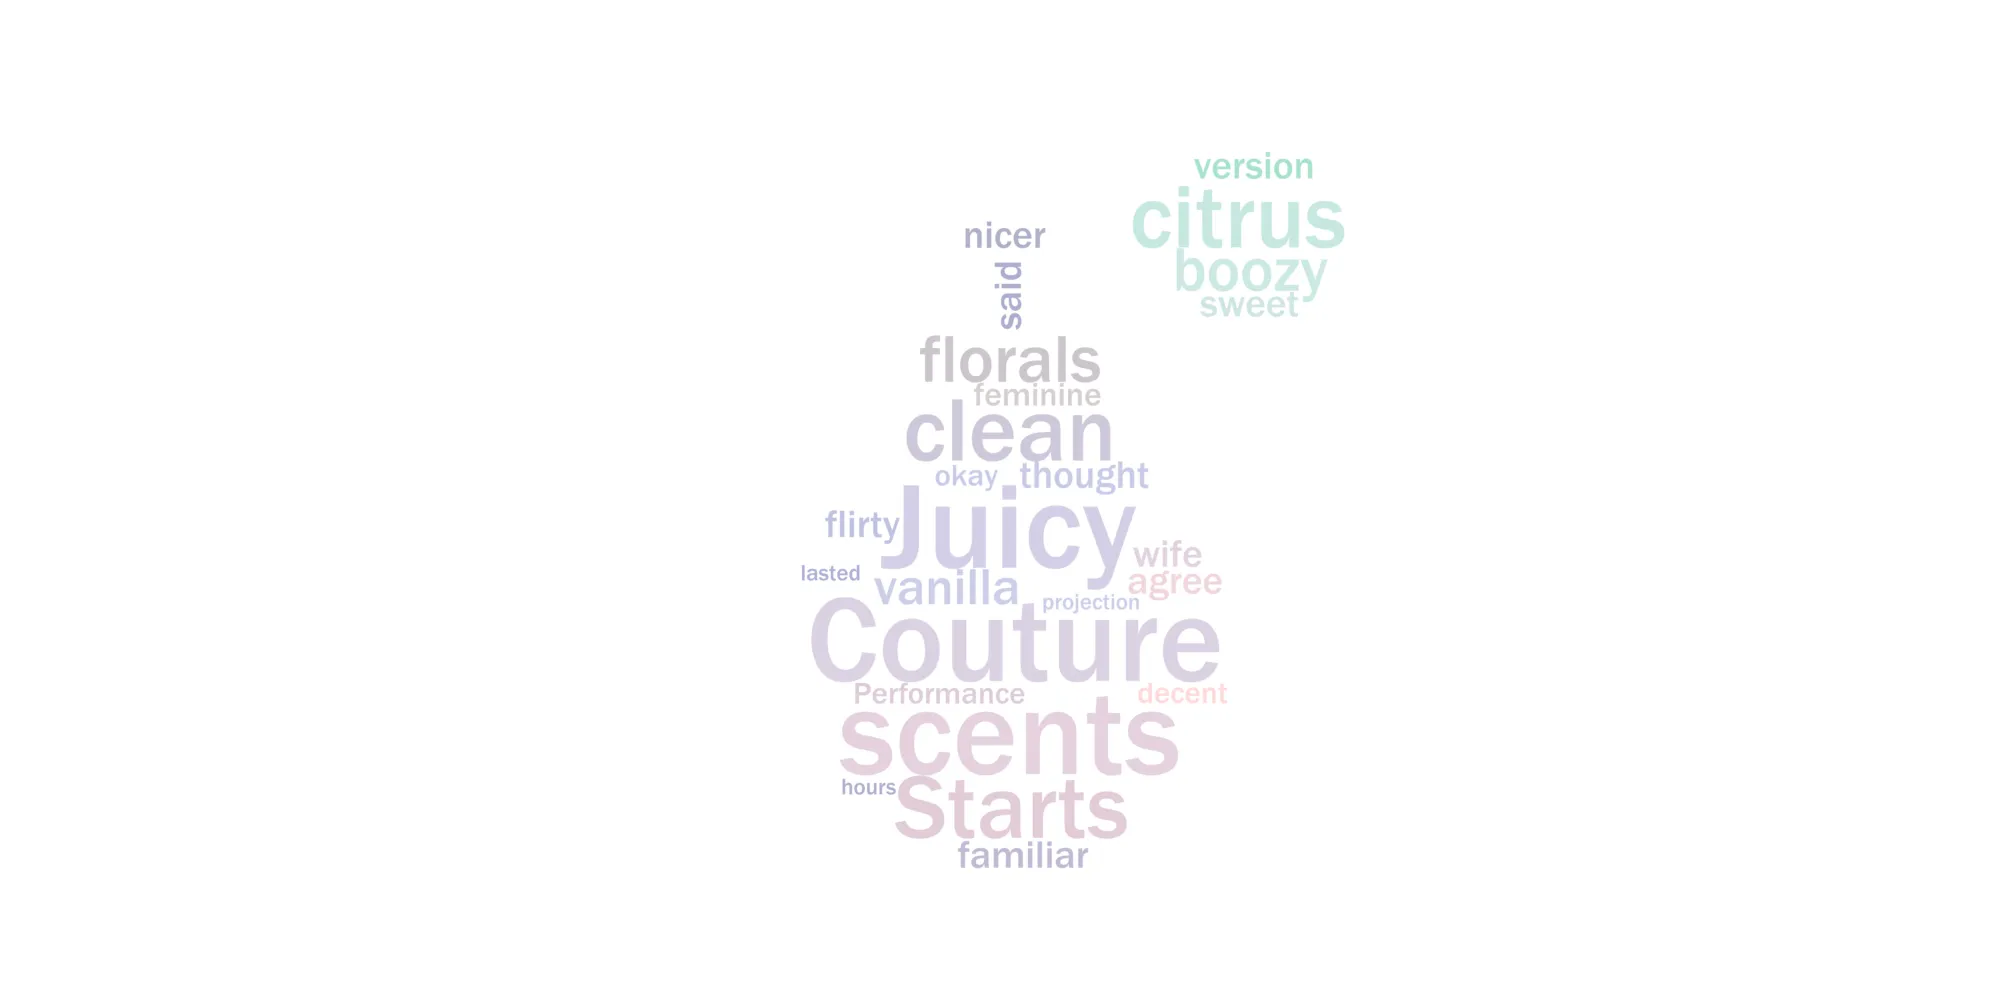 version
citrus
boozy
sweet
nicer
said
florals
feminine
clean
okay thought
Juicy
flirty
wife
lasted
vanilla
agree
projection
Couture
Performance
decent
scents
hours
Starts
familiar